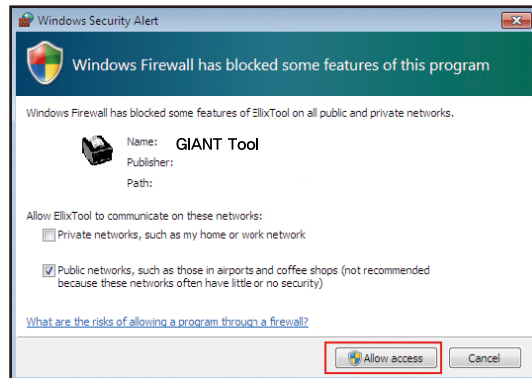 Windows Security Alert
Windows Firewall has blocked some features of this program
Windows Firewall has blocked some features of EllixTool on all public and private networks.
Name: GIANT Tool
Publisher:
Path:
Allow EllixTool to communicate on these networks:
Private networks, such as my home or work network
Public networks, such as those in airports and coffee shops (not recommended
because these networks often have little or no security)
What are the risks of allowing a program through a firewall?
Allow access Cancel